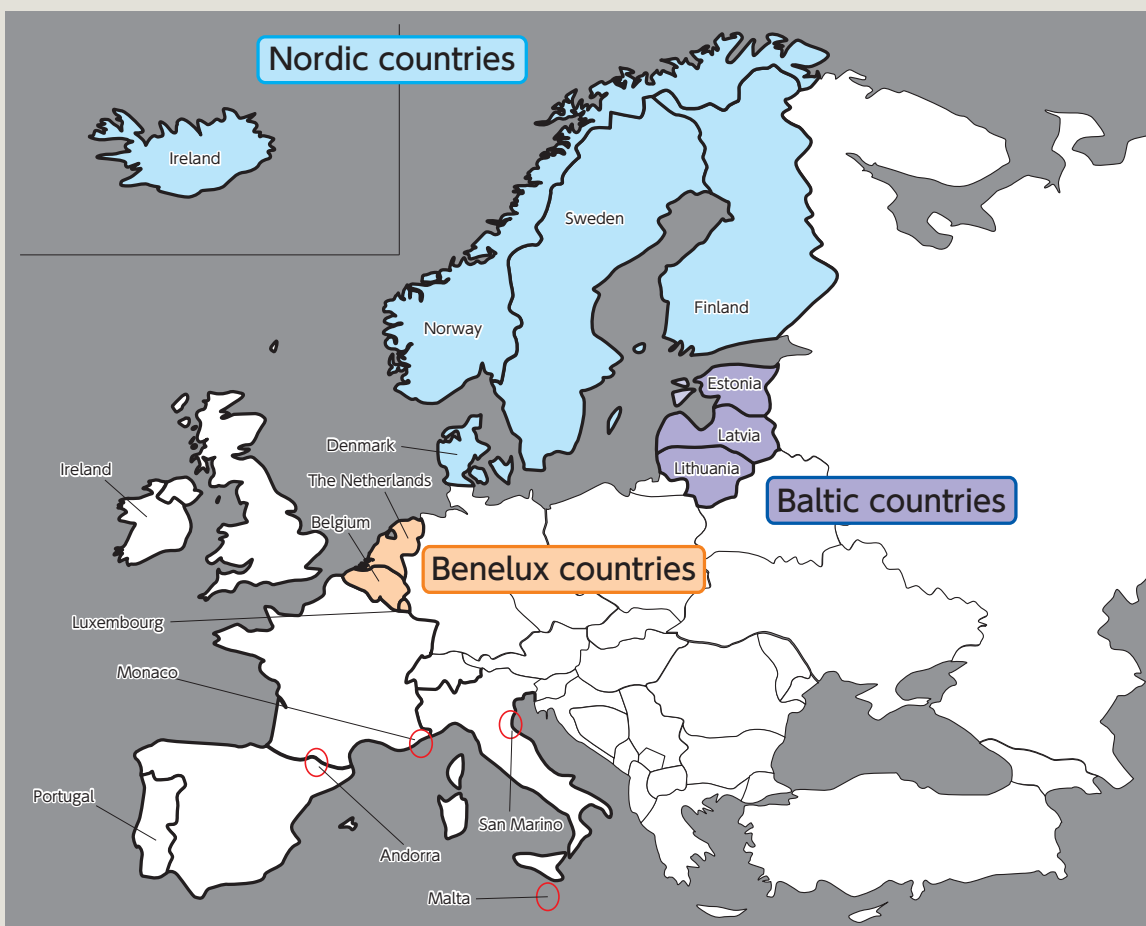 Nordic countries
Ireland
Sweden
Finland
Norway
Estonia
Latvia
Lithuania
Denmark
The Netherlands
Ireland
Belgium
Baltic countries
Benelux countries
Luxembourg
Monaco
Portugal
San Marino
Andorra
Malta